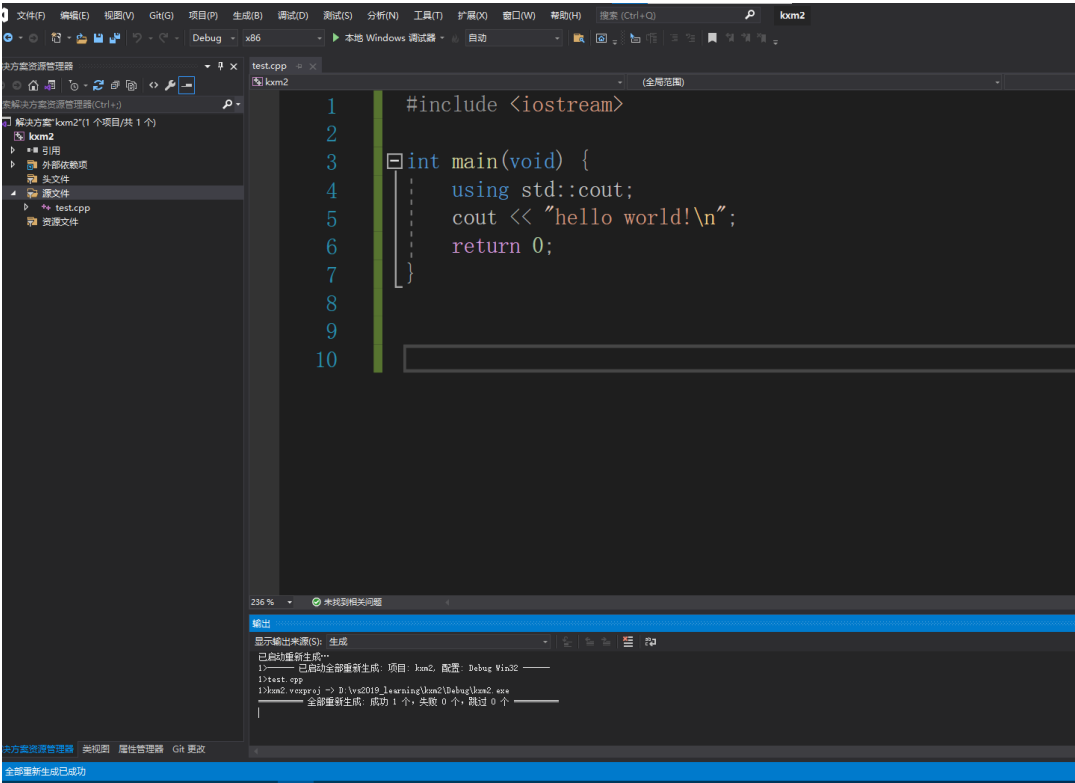 文件(F) 编辑(E) 视图(V) Git(G) 项目(P) 生成(B) 调试(D) 测试(S) 分析(N) 工具(T) 扩展(X) 窗口(W) 帮助(H) 搜索 (Ctrl+Q) kxm2
Debug x86 本地 Windows 调试器 自动
决方案资源管理器
索解决方案资源管理器(Ctrl+;)
解决方案"kxm2"(1 个项目/共 1 个)
kxm2
引用
外部依赖项
头文件
源文件
test.cpp
资源文件
test.cpp
kxm2 (全局范围)
1 #include <iostream>
2
3 int main(void) {
4 using std::cout;
5 cout << "hello world!\n";
6 return 0;
7 }
8
9
10
236 % 未找到相关问题
输出
显示输出来源(S): 生成
已启动重新生成…
1>------ 已启动全部重新生成: 项目: kxm2, 配置: Debug Win32 ------
1>test.cpp
1>kxm2.vcxproj -> D:\vs2019_learning\kxm2\Debug\kxm2.exe
========== 全部重新生成: 成功 1 个，失败 0 个，跳过 0 个 ==========
决方案资源管理器 类视图 属性管理器 Git 更改
全部重新生成已成功